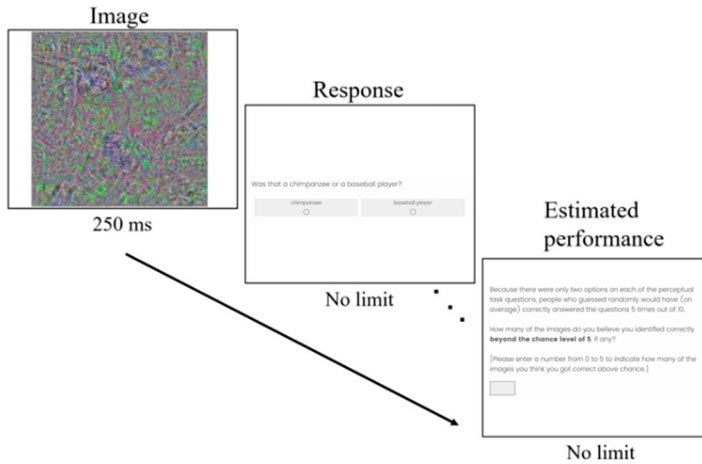 Image
250 ms
Response
Was that a chimpanzee or a baseball player?
chimpanzee baseball player
No limit
Estimated
performance
Because there were only two options on each of the perceptual
task questions, people who guessed randomly would have (on
average) correctly answered the questions 5 times out of 10.
How many of the images do you believe you identified correctly
beyond the chance level of 5, if any?
[Please enter a number from 0 to 5 to indicate how many of the
images you think you got correct above chance.]
No limit